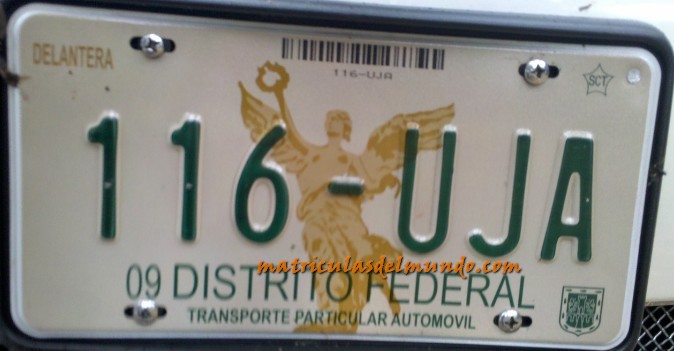 DELANTERA
116-UJA
SCT
116-UJA
matriculasdelmundo.com
09 DISTRITO FEDERAL
TRANSPORTE PARTICULAR AUTOMOVIL